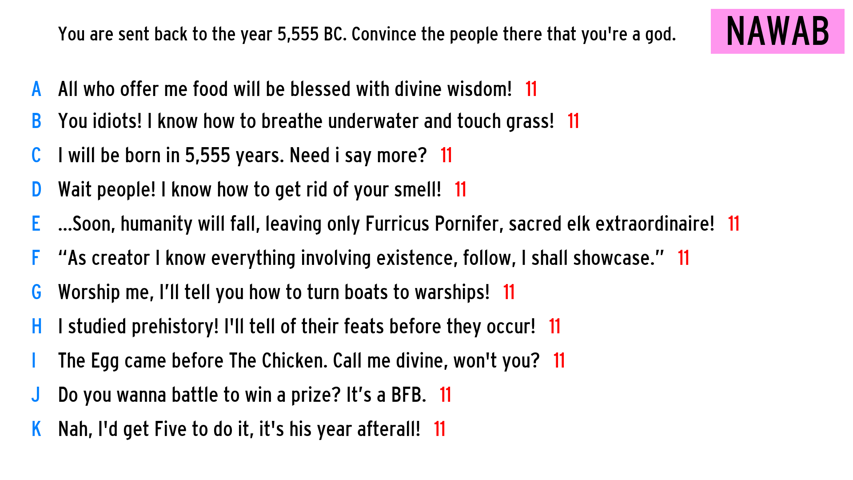 You are sent back to the year 5,555 BC. Convince the people there that you're a god.
NAWAB
A All who offer me food will be blessed with divine wisdom! 11
B You idiots! I know how to breathe underwater and touch grass! 11
C I will be born in 5,555 years. Need i say more? 11
D Wait people! I know how to get rid of your smell! 11
E ...Soon, humanity will fall, leaving only Furricus Pornifer, sacred elk extraordinaire! 11
F “As creator I know everything involving existence, follow, I shall showcase.” 11
G Worship me, I’ll tell you how to turn boats to warships! 11
H I studied prehistory! I'll tell of their feats before they occur! 11
I The Egg came before The Chicken. Call me divine, won't you? 11
J Do you wanna battle to win a prize? It’s a BFB. 11
K Nah, I'd get Five to do it, it's his year afterall! 11